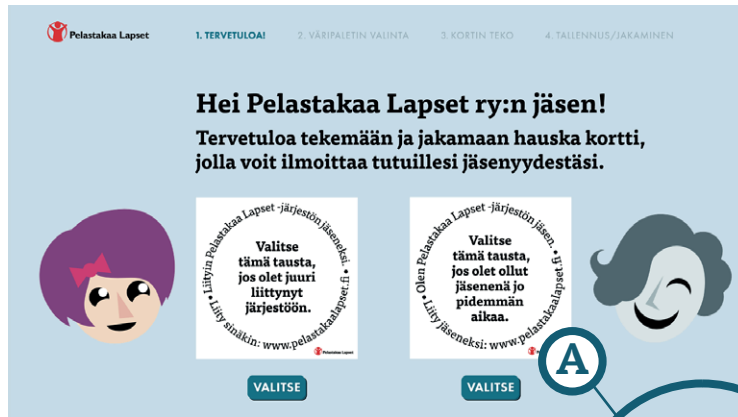 Pelastakaa Lapset
1. TERVETULOA!
2. VÄRIPALETIN VALINTA
3. KORTIN TEKO
4. TALLENNUS/JAKAMINEN
Hei Pelastakaa Lapset ry:n jäsen!
Tervetuloa tekemään ja jakamaan hauska kortti,
jolla voit ilmoittaa tutuillesi jäsenyydestäsi.
Liityin Pelastakaa Lapset -järjestön jäseneksi. •
Liity sinäkin: www.pelastakaalapset.fi •
Valitse
tämä tausta,
jos olet juuri
liittynyt
järjestöön.
Pelastakaa Lapset
VALITSE
Olen Pelastakaa Lapset -järjestön jäsen. •
Liity jäseneksi: www.pelastakaalapset.fi •
Valitse
tämä tausta,
jos olet ollut
jäsenenä jo
pidemmän
aikaa.
VALITSE
A